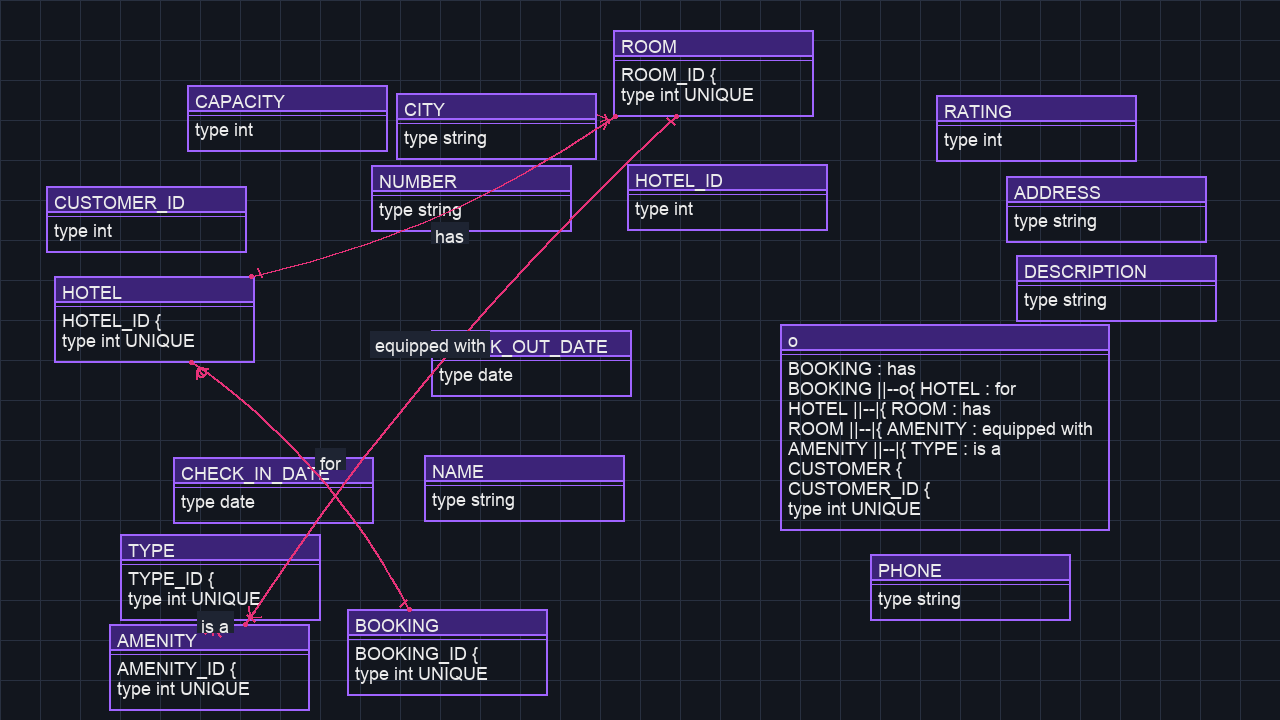 ROOM
ROOM_ID {
type int UNIQUE
CAPACITY
type int
CITY
type string
RATING
type int
NUMBER
type string
HOTEL_ID
type int
ADDRESS
type string
CUSTOMER_ID
type int
has
DESCRIPTION
type string
HOTEL
HOTEL_ID {
type int UNIQUE
equipped with
K_OUT_DATE
type date
o
BOOKING : has
BOOKING ||--o{ HOTEL : for
HOTEL ||--|{ ROOM : has
ROOM ||--|{ AMENITY : equipped with
AMENITY ||--|{ TYPE : is a
CUSTOMER {
CUSTOMER_ID {
type int UNIQUE
for
CHECK_IN_DATE
type date
NAME
type string
TYPE
TYPE_ID {
type int UNIQUE
PHONE
type string
is a
AMENITY
AMENITY_ID {
type int UNIQUE
BOOKING
BOOKING_ID {
type int UNIQUE